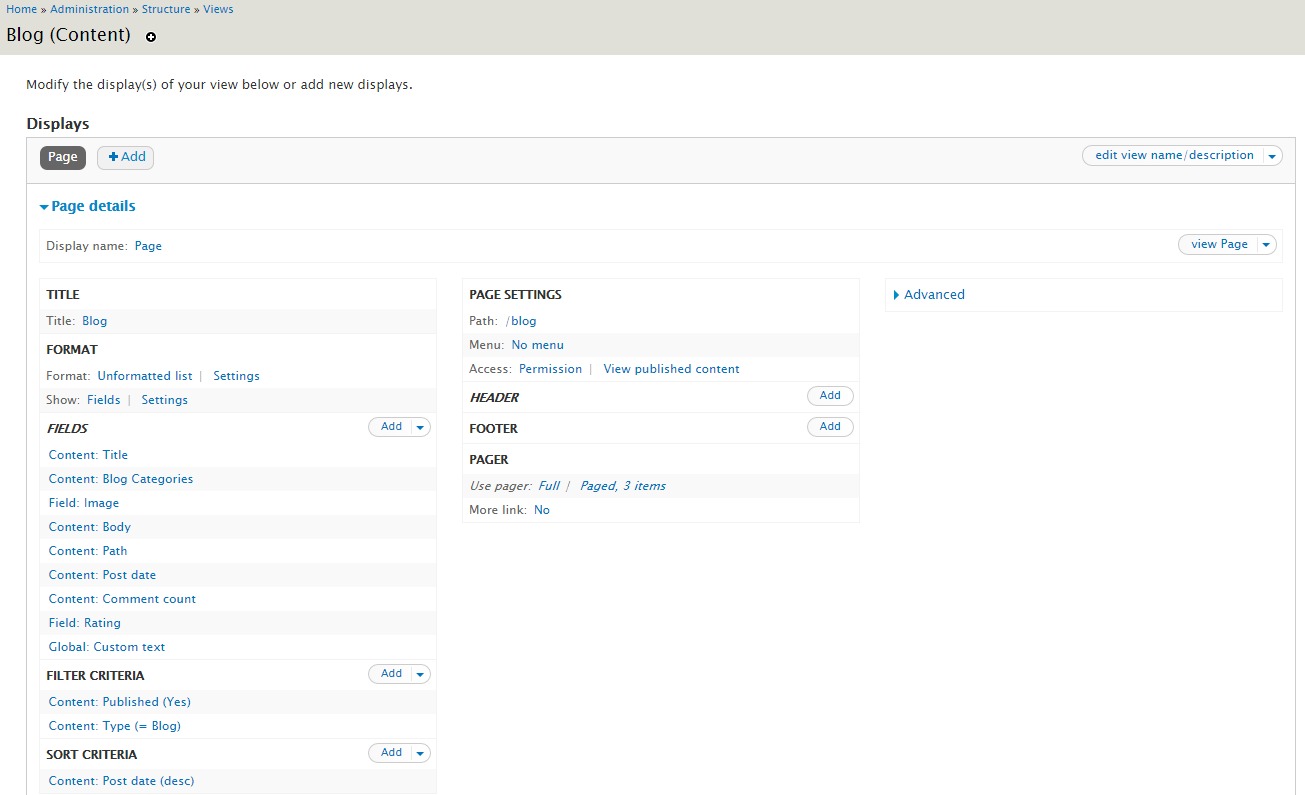 Home » Administration » Structure » Views
Blog (Content)
Modify the display(s) of your view below or add new displays.
Displays
Page
Add
edit view name/description
Page details
Display name: Page
view Page
TITLE
Title: Blog
FORMAT
Format: Unformatted list | Settings
Show: Fields | Settings
FIELDS
Add
Content: Title
Content: Blog Categories
Field: Image
Content: Body
Content: Path
Content: Post date
Content: Comment count
Field: Rating
Global: Custom text
FILTER CRITERIA
Add
Content: Published (Yes)
Content: Type (= Blog)
SORT CRITERIA
Add
Content: Post date (desc)
PAGE SETTINGS
Path: /blog
Menu: No menu
Access: Permission | View published content
HEADER
Add
FOOTER
Add
PAGER
Use pager: Full | Paged, 3 items
More link: No
Advanced